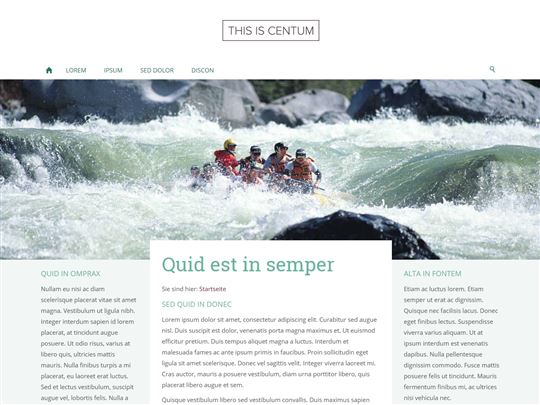 THIS IS CENTUM
LOREM IPSUM SED DOLOR DISCON
Quid est in semper
Sie sind hier: Startseite
SED QUID IN DONEC
Lorem ipsum dolor sit amet, consectetur adipiscing elit. Curabitur sed augue
nisl. Duis suscipit est dolor, venenatis porta magna maximus et. Ut euismod
efficitur pretium. Duis tempus aliquet magna a luctus. Interdum et
malesuada fames ac ante ipsum primis in faucibus. Proin sollicitudin eget
ligula sit amet scelerisque. Donec vel sagittis velit. Integer laoreet mi mi.
Cras auctor, mauris a posuere vestibulum, diam urna porttitor libero, quis
placerat libero augue et sem.
Quisque vestibulum libero sed vestibulum convallis. Duis maximus sapien
QUID IN OMPRAX
Nullam eu nisi ac diam
scelerisque placerat vitae sit amet
magna. Vestibulum ut ligula nibh.
Integer interdum sapien id lorem
placerat, at tincidunt augue
posuere. Ut odio risus, varius at
libero quis, ultricies mattis
mauris. Nulla finibus turpis a mi
placerat, eu laoreet erat luctus.
Sed et lectus vestibulum, suscipit
augue vel, lobortis felis. Nulla a
ALTA IN FONTEM
Etiam ac luctus lorem. Etiam
semper ut erat ac dignissim.
Quisque nec facilisis lacus. Donec
eget finibus lectus. Suspendisse
viverra varius aliquam. Ut at
ipsum interdum est venenatis
dapibus. Nulla pellentesque
dignissim commodo. Fusce mattis
posuere felis ut tincidunt. Mauris
fermentum finibus mi, ac ultrices
nisi vehicula nec.